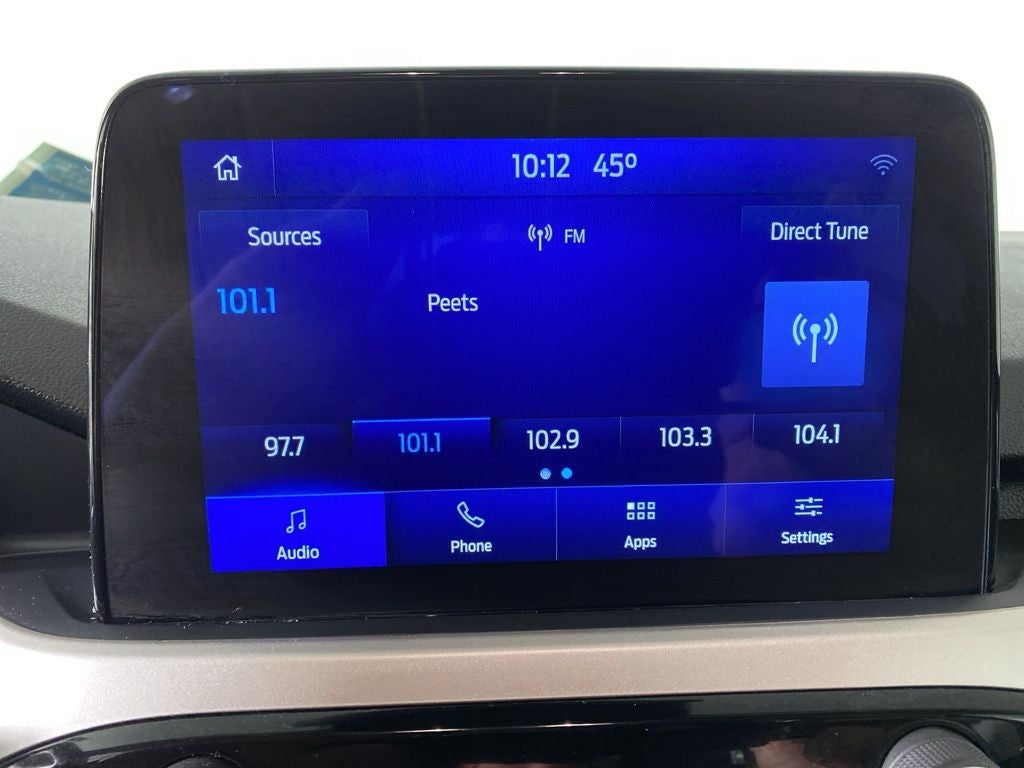 10:12 45º
Sources
FM
Direct Tune
101.1
Peets
97.7
101.1
102.9
103.3
104.1
Audio
Phone
Apps
Settings